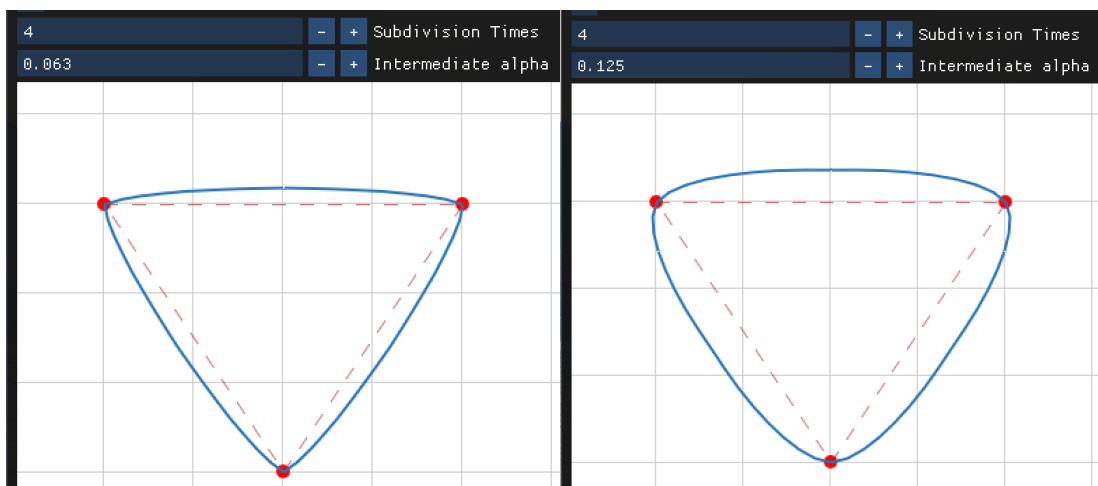 4 - + Subdivision Times
0.063 - + Intermediate alpha
4 - + Subdivision Times
0.125 - + Intermediate alpha